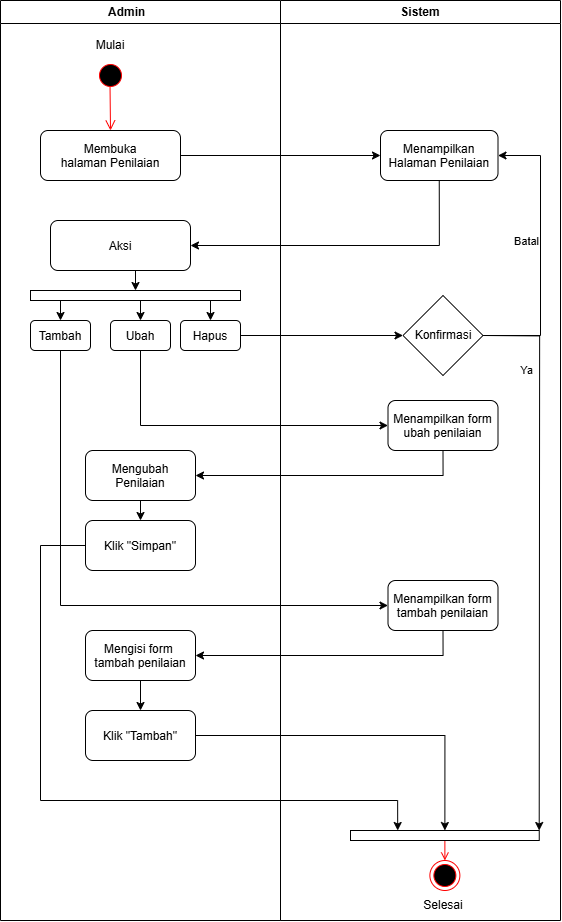 Admin
Sistem
Mulai
Membuka
halaman Penilaian
Menampilkan
Halaman Penilaian
Aksi
Batal
Tambah
Ubah
Hapus
Konfirmasi
Ya
Menampilkan form
ubah penilaian
Mengubah
Penilaian
Klik "Simpan"
Menampilkan form
tambah penilaian
Mengisi form
tambah penilaian
Klik "Tambah"
Selesai